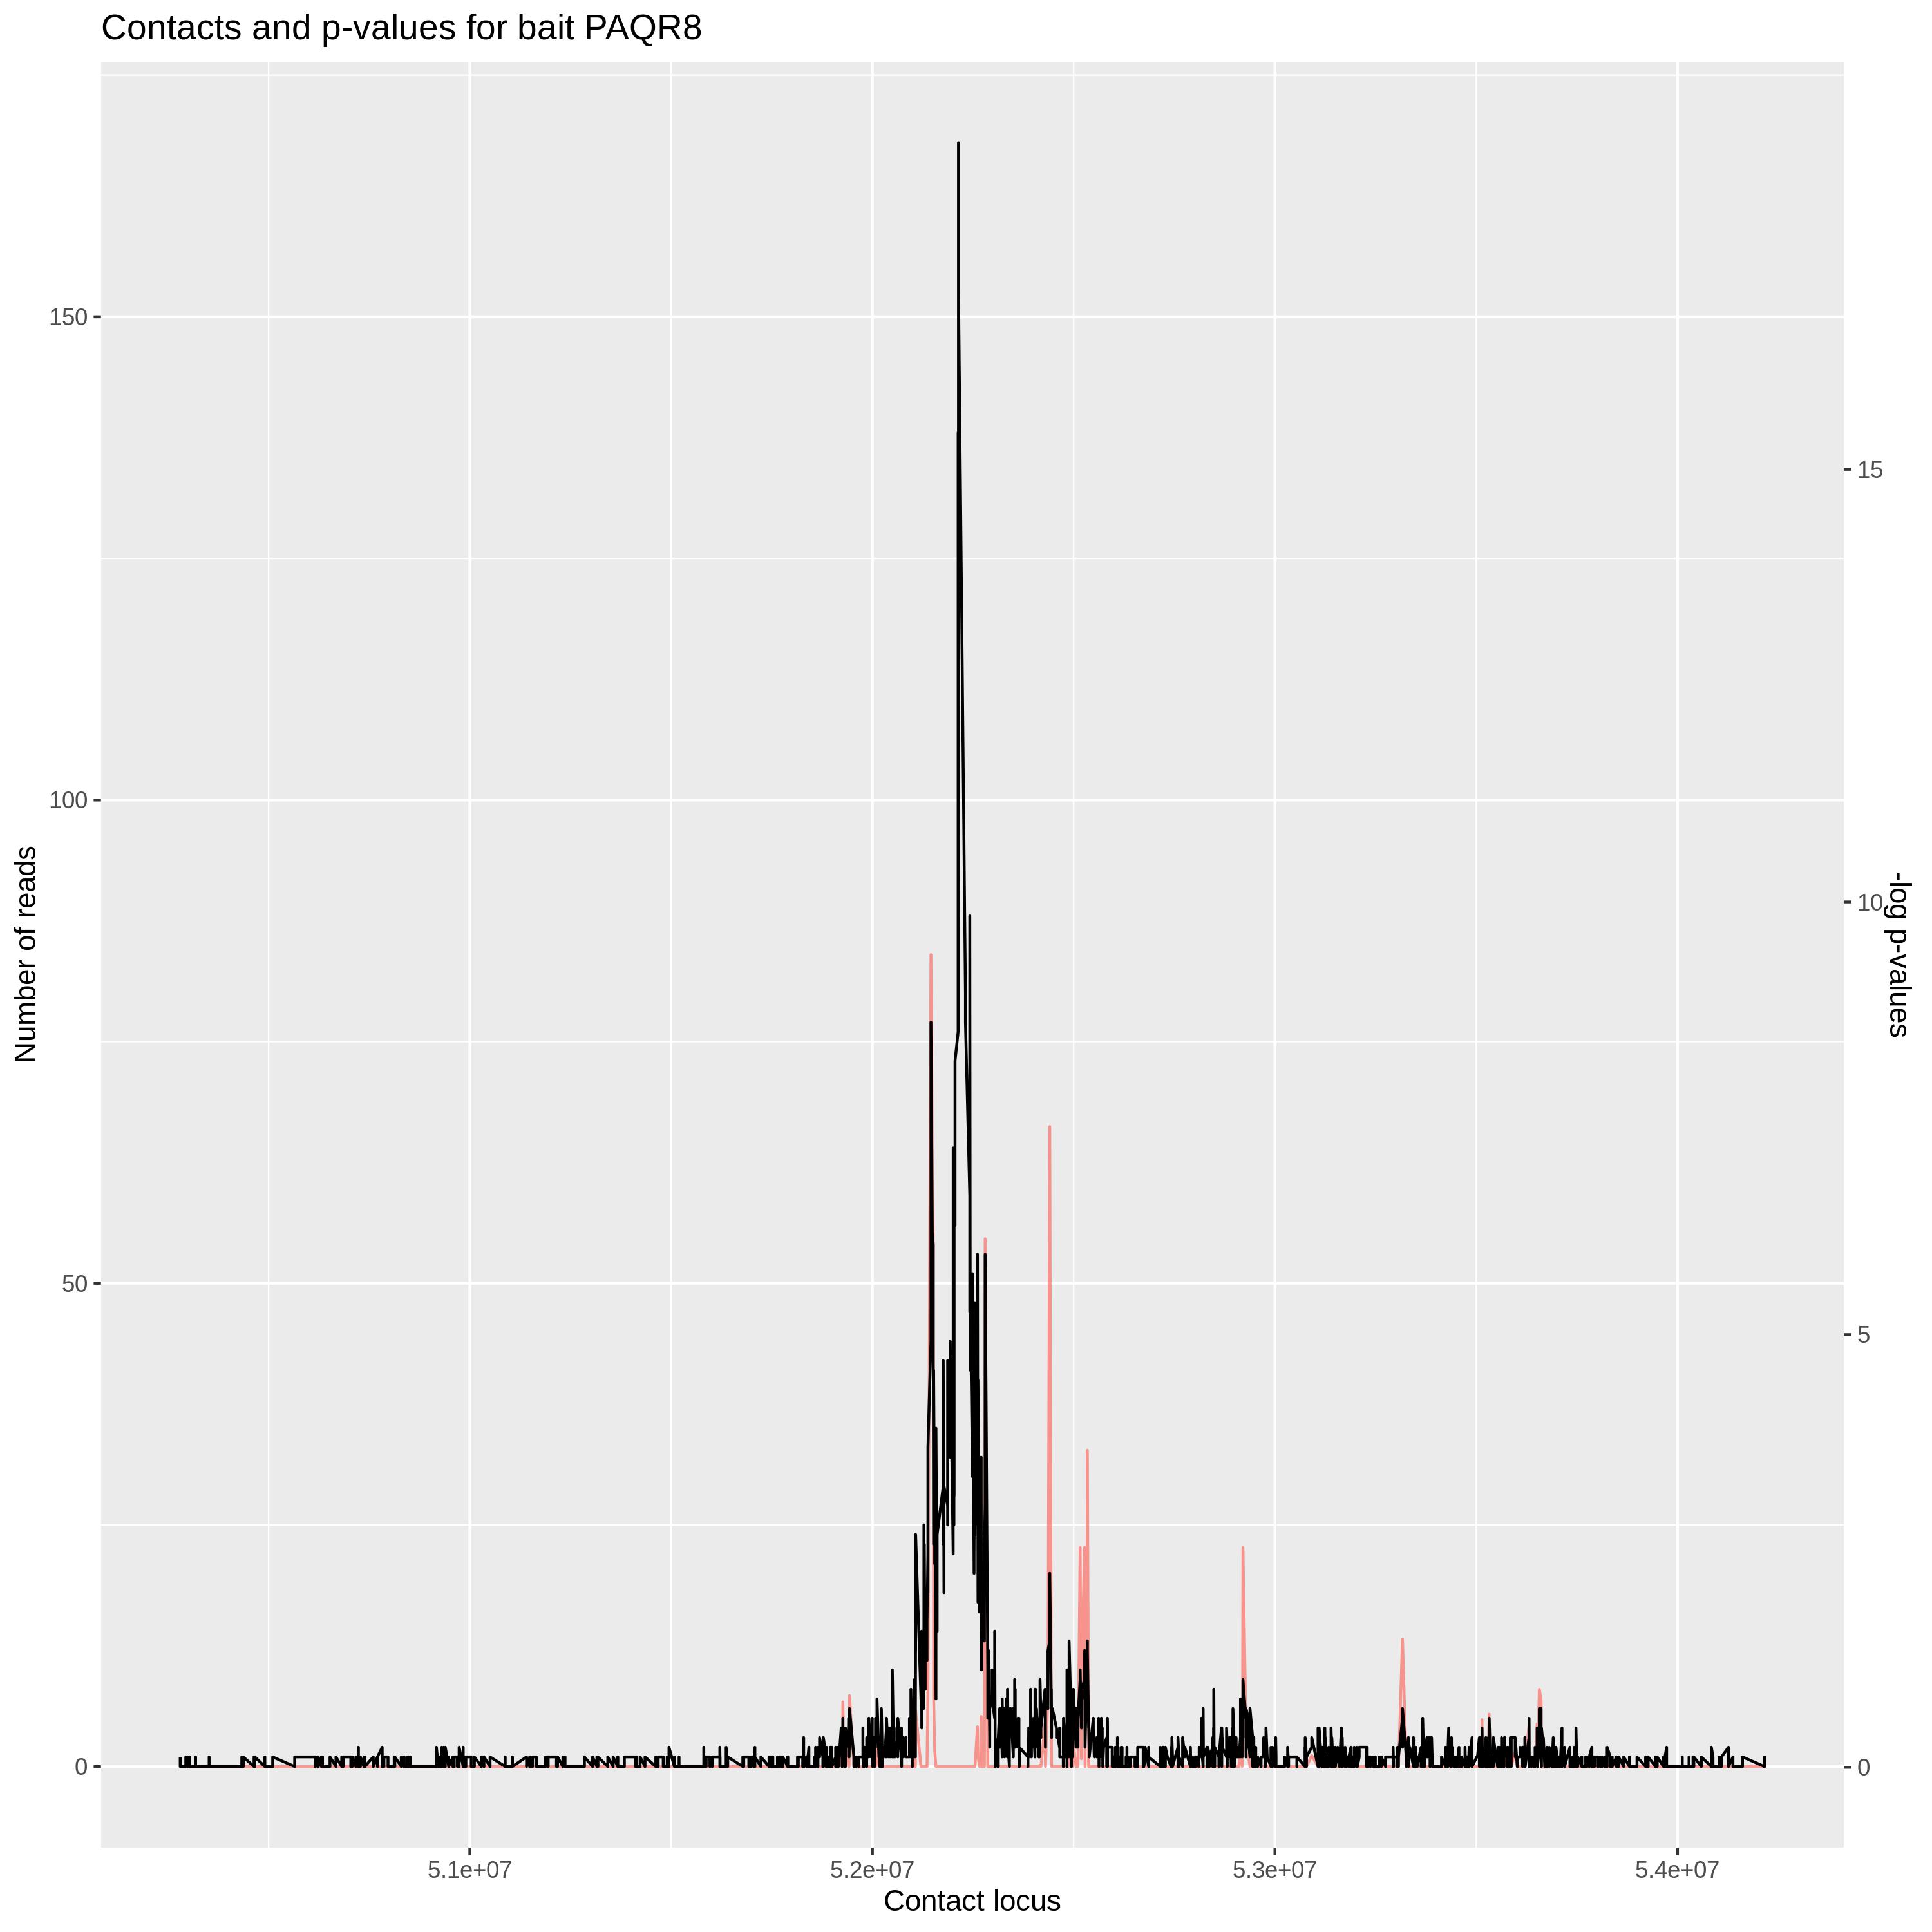 Contacts and p-values for bait PAQR8
150
100
50
0
Number of reads
15
10
5
0
-log p-values
5.1e+07
5.2e+07
5.3e+07
5.4e+07
Contact locus